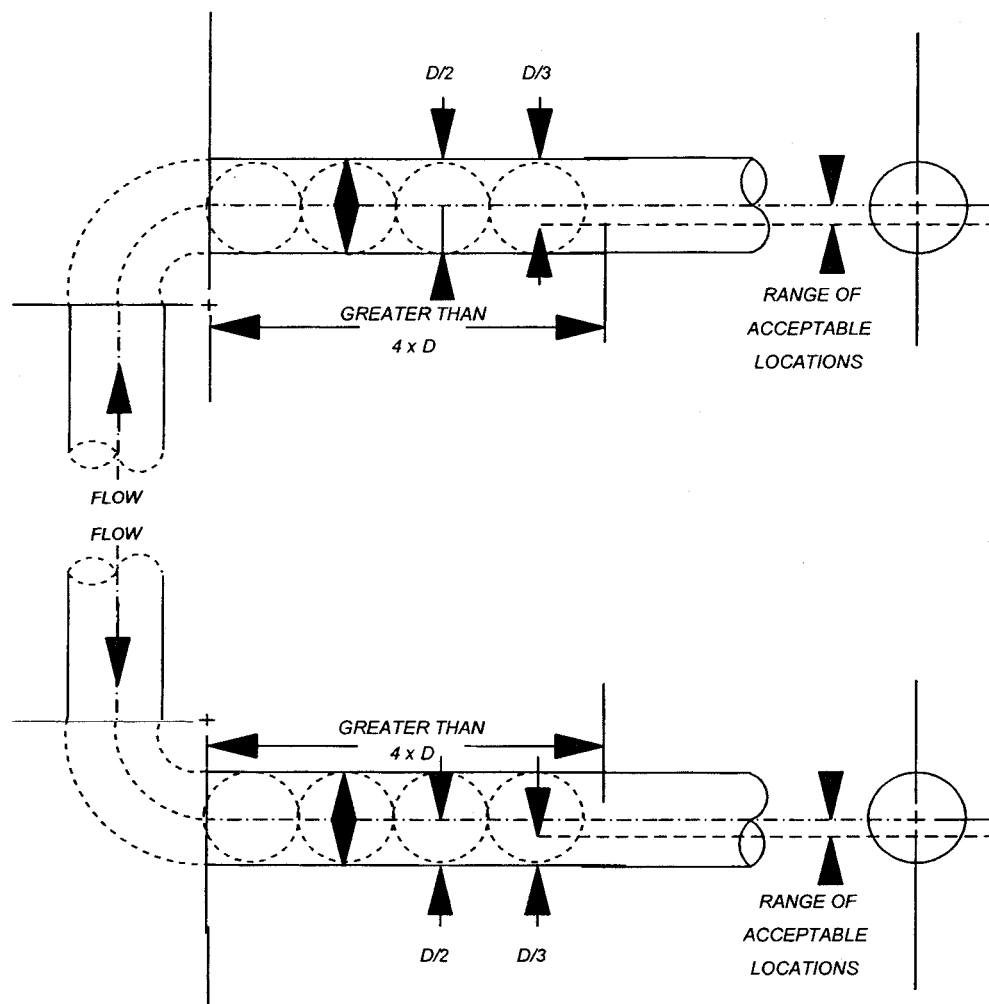 D/2
D/3
GREATER THAN
4 x D
RANGE OF
ACCEPTABLE
LOCATIONS
FLOW
FLOW
GREATER THAN
4 x D
D/2
D/3
RANGE OF
ACCEPTABLE
LOCATIONS